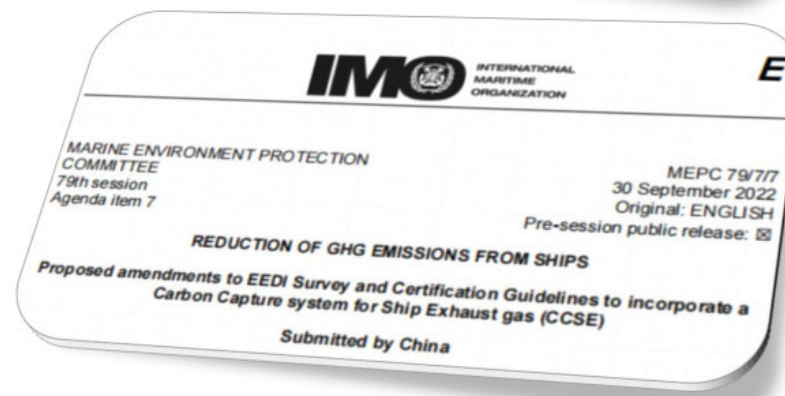 IMO
INTERNATIONAL
MARITIME
ORGANIZATION
E
MARINE ENVIRONMENT PROTECTION
COMMITTEE
79th session
Agenda item 7
MEPC 79/7/7
30 September 2022
Original: ENGLISH
Pre-session public release: ☒
REDUCTION OF GHG EMISSIONS FROM SHIPS
Proposed amendments to EEDI Survey and Certification Guidelines to incorporate a
Carbon Capture system for Ship Exhaust gas (CCSE)
Submitted by China